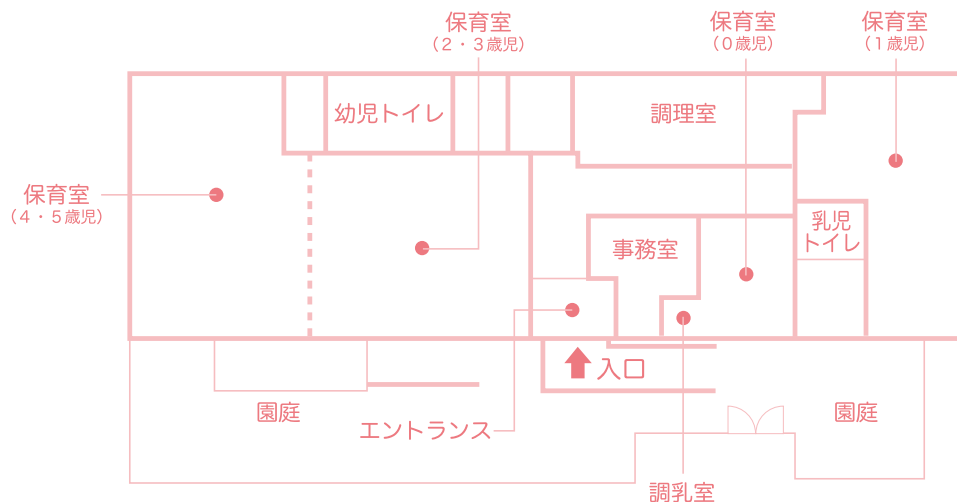 保育室
(2・3歳児)
保育室
(0歳児)
保育室
(1歳児)
幼児トイレ
調理室
保育室
(4・5歳児)
乳児
トイレ
事務室
入口
園庭
エントランス
園庭
調乳室